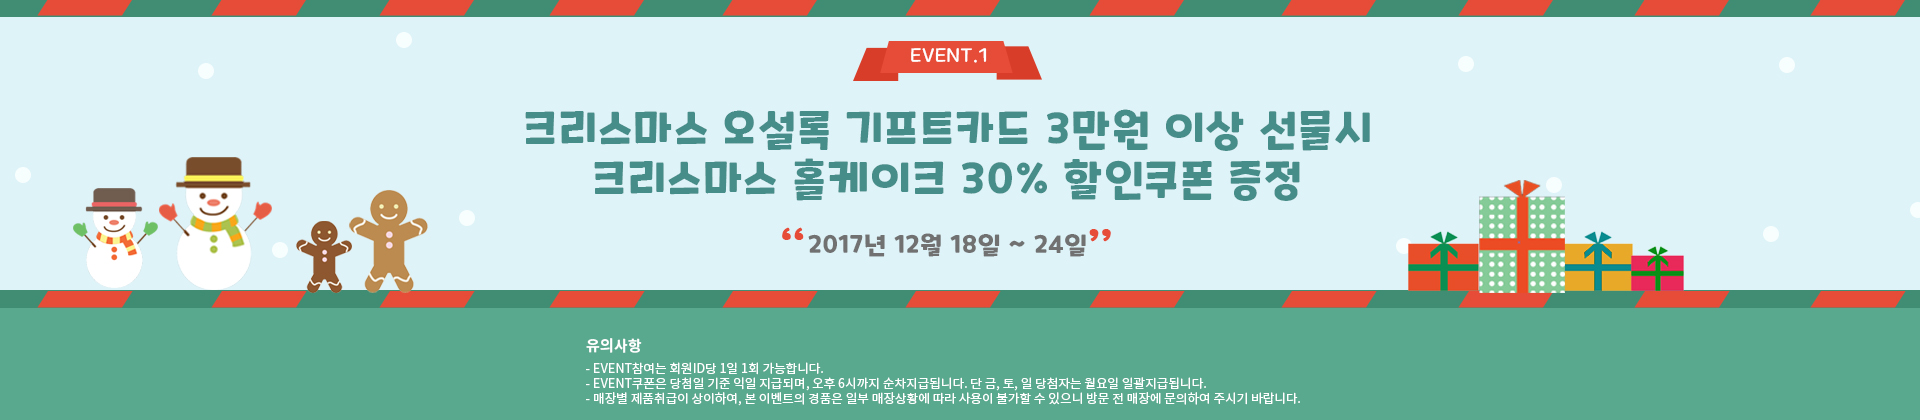 EVENT.1
크리스마스 오설록 기프트카드 3만원 이상 선물시
크리스마스 홀케이크 30% 할인쿠폰 증정
“2017년 12월 18일 ~ 24일”
유의사항
- EVENT참여는 회원ID당 1일 1회 가능합니다.
- EVENT쿠폰은 당첨일 기준 익일 지급되며, 오후 6시까지 순차지급됩니다. 단 금, 토, 일 당첨자는 월요일 일괄지급됩니다.
- 매장별 제품취급이 상이하여, 본 이벤트의 경품은 일부 매장상황에 따라 사용이 불가할 수 있으니 방문 전 매장에 문의하여 주시기 바랍니다.